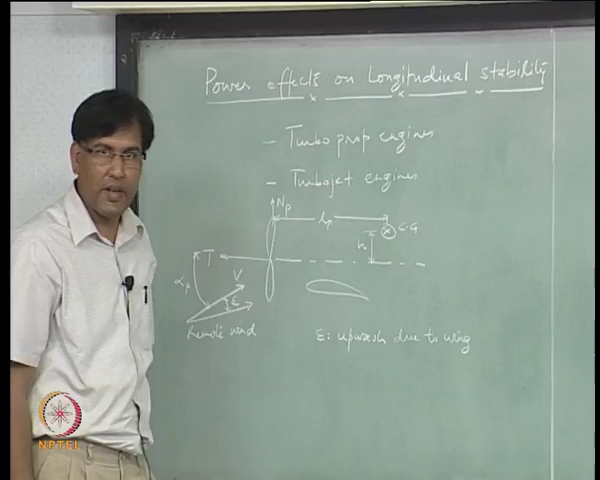 Power effects on Longitudinal stability
- Turbo prop engines
- Turbojet engines
Np
lp
C.G
h
T
αp
V
ε
Remote wind
ε: upwash due to wing
NPTEL